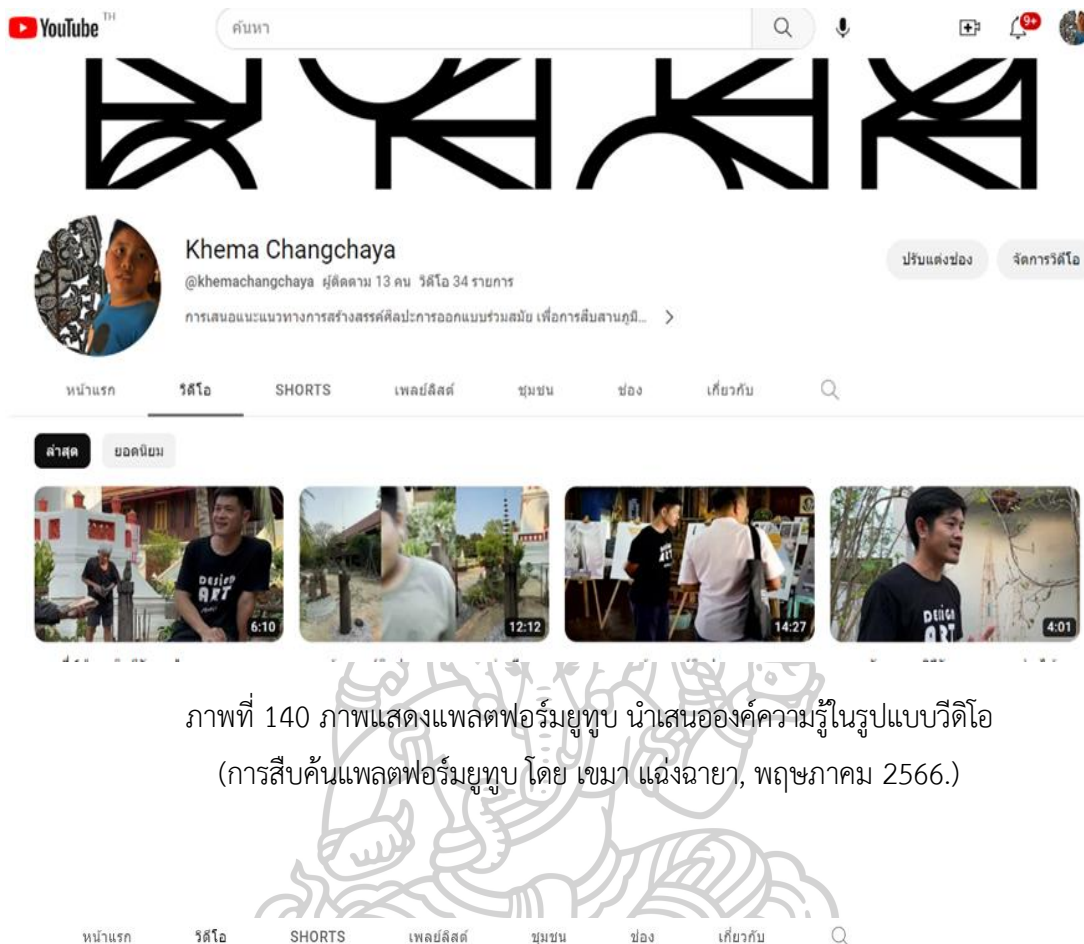 YouTube TH
ค้นหา
9+
Khema Changchaya
@khemachangchaya ผู้ติดตาม 13 คน วิดีโอ 34 รายการ
การเสนอแนะแนวทางการสร้างสรรค์ศิลปะการออกแบบร่วมสมัย เพื่อการสืบสานภูมิ...
ปรับแต่งช่อง
จัดการวิดีโอ
หน้าแรก วิดีโอ SHORTS เพลย์ลิสต์ ชุมชน ช่อง เกี่ยวกับ
ล่าสุด ยอดนิยม
DESIGN
ART
6:10
12:12
14:27
DESIGN
ART
4:01
ภาพที่ 140 ภาพแสดงแพลตฟอร์มยูทูบ นำเสนอองค์ความรู้ในรูปแบบวีดิโอ
(การสืบค้นแพลตฟอร์มยูทูบ โดย เขมา แฉ่งฉายา, พฤษภาคม 2566.)
หน้าแรก วิดีโอ SHORTS เพลย์ลิสต์ ชุมชน ช่อง เกี่ยวกับ